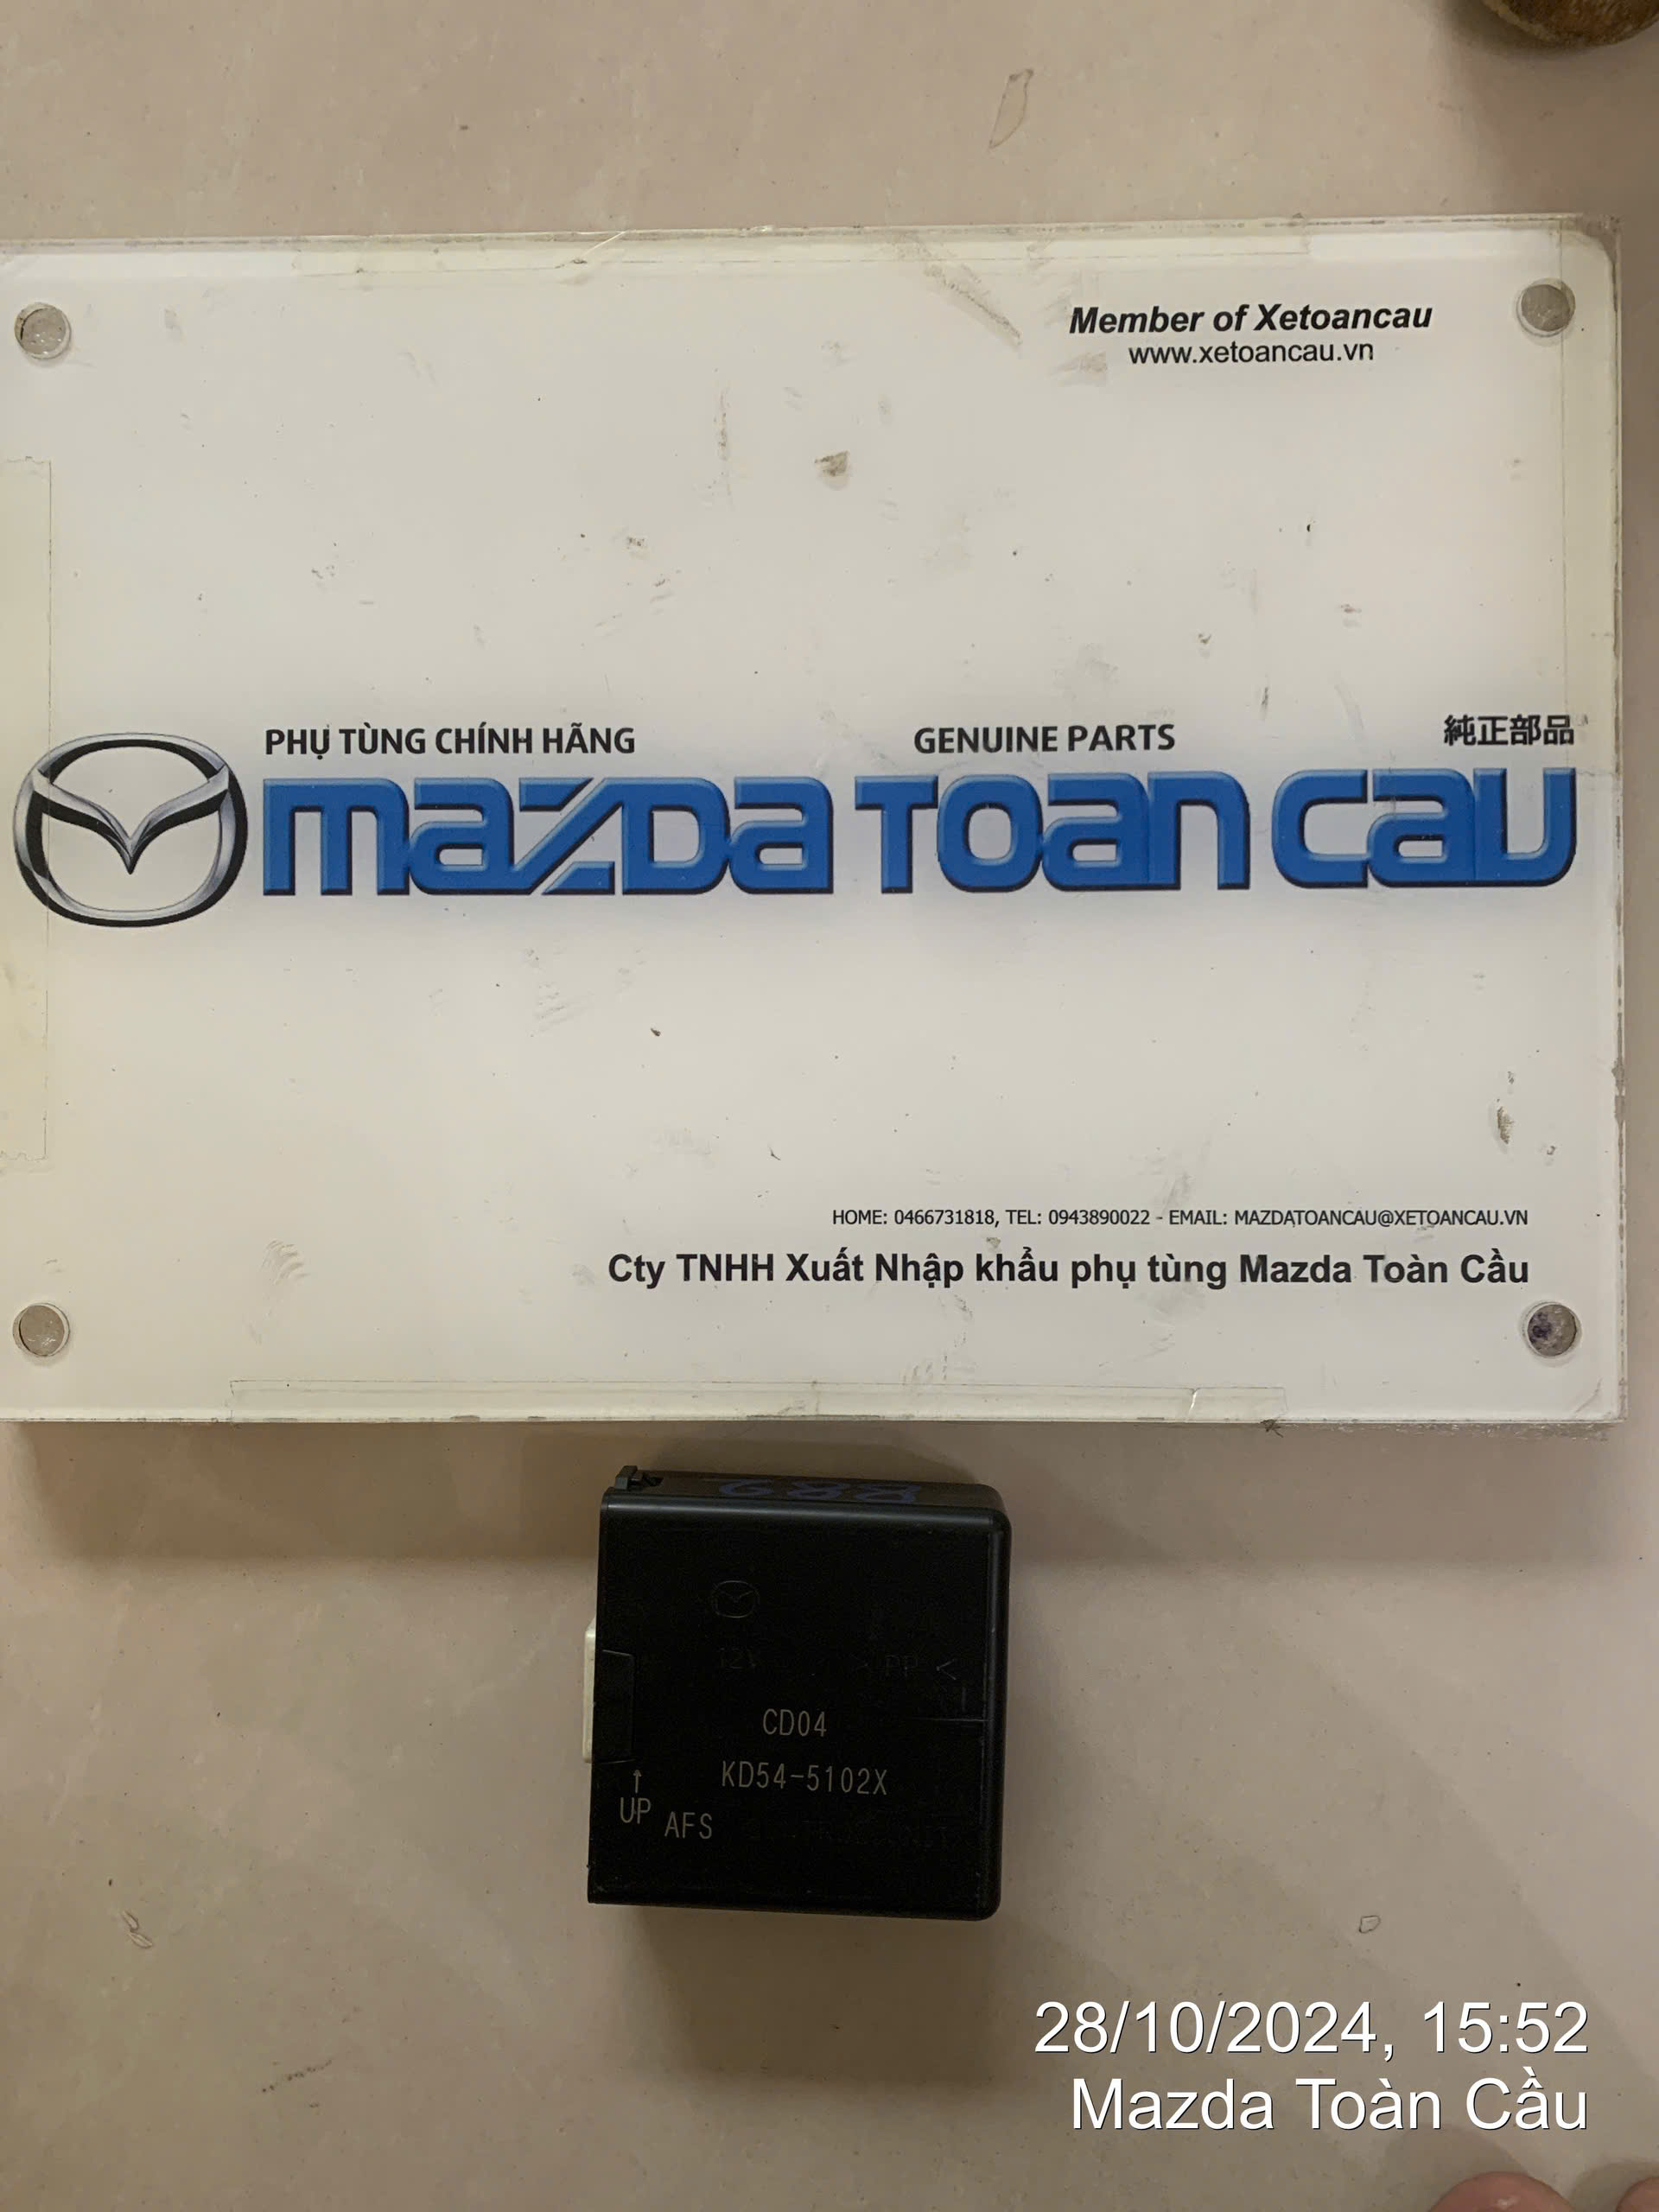 Member of Xetoancau
www.xetoancau.vn
PHỤ TÙNG CHÍNH HÃNG GENUINE PARTS 純正部品
mazda Toan Cau
HOME: 0466731818, TEL: 0943890022 - EMAIL: MAZDATOANCAU@XETOANCAU.VN
Cty TNHH Xuất Nhập khẩu phụ tùng Mazda Toàn Cầu
12V >PP<
CD04
KD54-5102X
↑
UP AFS
28/10/2024, 15:52
Mazda Toàn Cầu